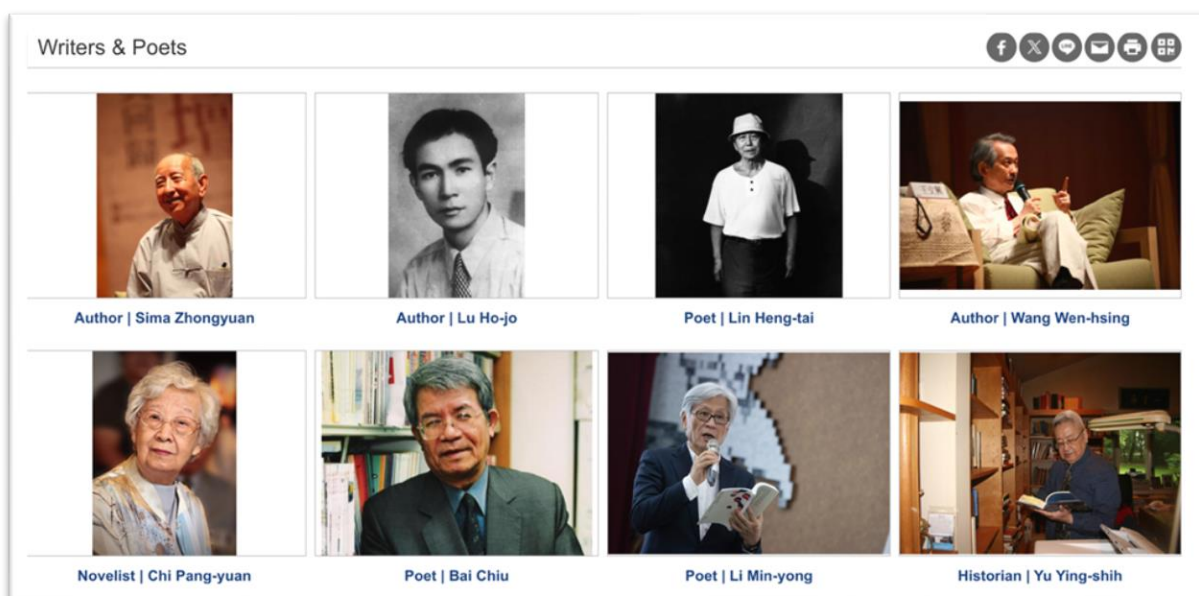 Writers & Poets
Author | Sima Zhongyuan
Author | Lu Ho-jo
Poet | Lin Heng-tai
Author | Wang Wen-hsing
Novelist | Chi Pang-yuan
Poet | Bai Chiu
Poet | Li Min-yong
Historian | Yu Ying-shih